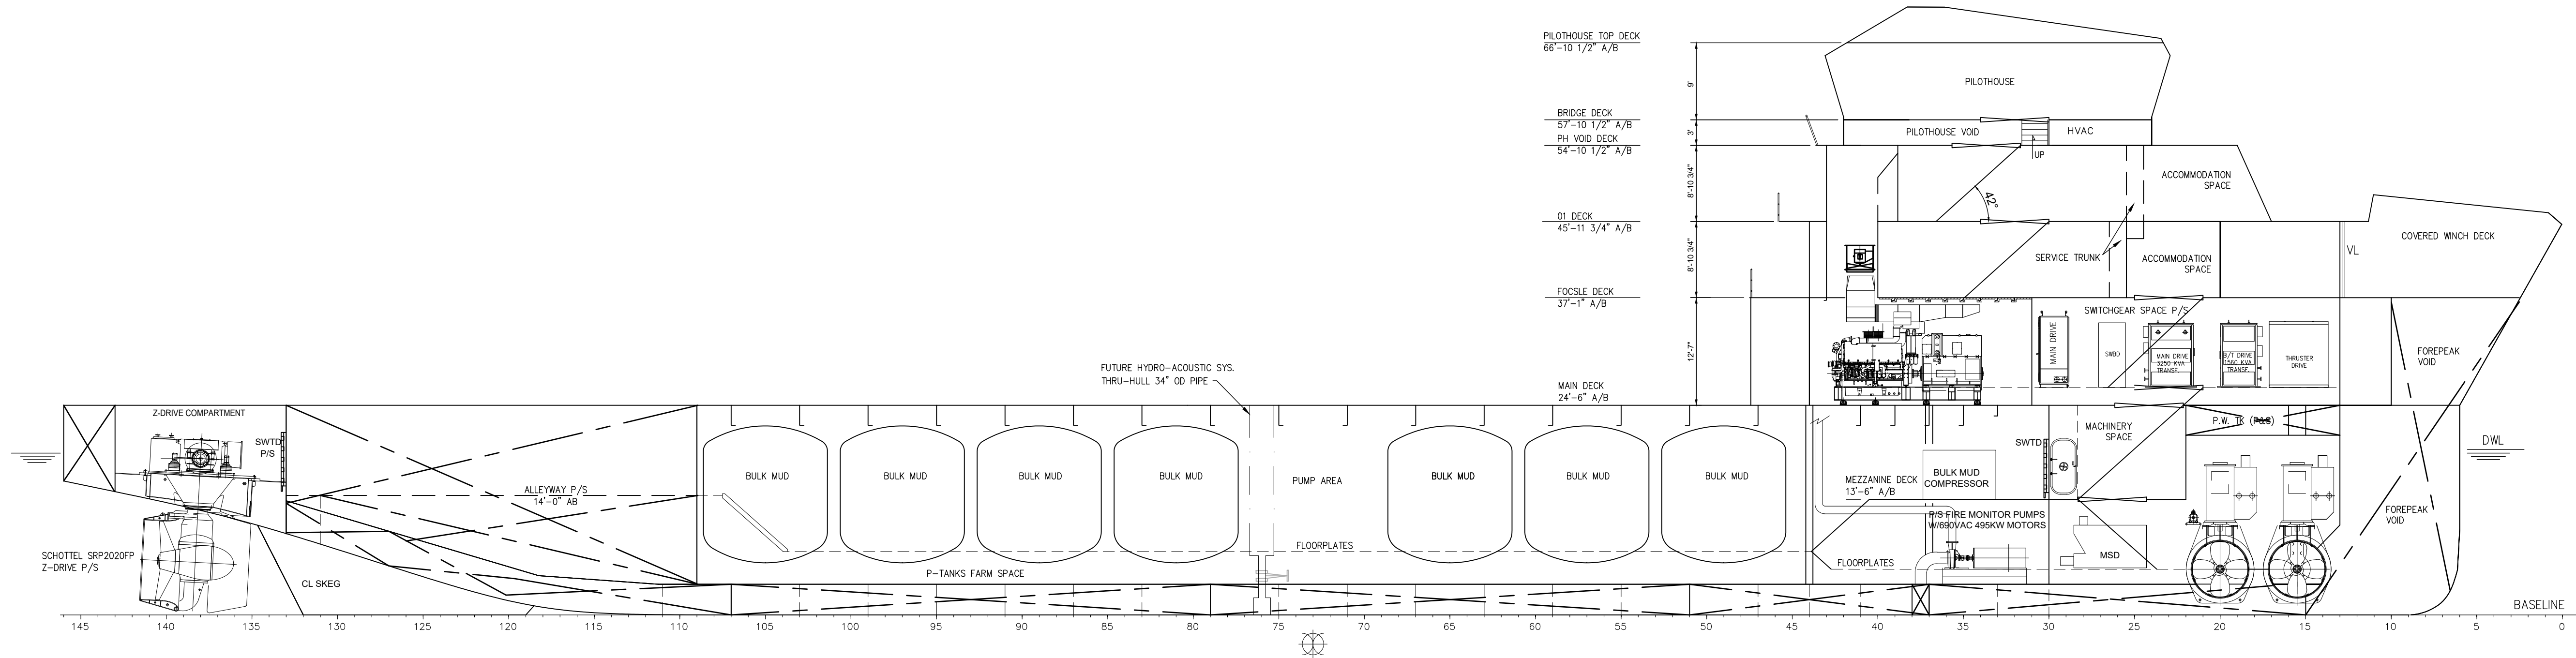 PILOTHOUSE TOP DECK
66'-10 1/2" A/B
9'
PILOTHOUSE
BRIDGE DECK
57'-10 1/2" A/B
3'
PILOTHOUSE VOID
HVAC
PH VOID DECK
54'-10 1/2" A/B
UP
8'-10 3/4"
42°
ACCOMMODATION
SPACE
01 DECK
45'-11 3/4" A/B
8'-10 3/4"
SERVICE TRUNK
ACCOMMODATION
SPACE
VL
COVERED WINCH DECK
FOCSLE DECK
37'-1" A/B
12'-7"
SWITCHGEAR SPACE P/S
MAIN DRIVE
SWBD
MAIN DRIVE
3250 KVA
TRANSF.
B/T DRIVE
1560 KVA
TRANSF.
THRUSTER
DRIVE
FOREPEAK
VOID
FUTURE HYDRO-ACOUSTIC SYS.
THRU-HULL 34" OD PIPE
MAIN DECK
24'-6" A/B
Z-DRIVE COMPARTMENT
SWTD
P/S
ALLEYWAY P/S
14'-0" AB
BULK MUD
BULK MUD
BULK MUD
BULK MUD
PUMP AREA
BULK MUD
BULK MUD
BULK MUD
MEZZANINE DECK
13'-6" A/B
BULK MUD
COMPRESSOR
SWTD
MACHINERY
SPACE
P.W. TK (P&S)
DWL
P/S FIRE MONITOR PUMPS
W/690VAC 495KW MOTORS
FOREPEAK
VOID
SCHOTTEL SRP2020FP
Z-DRIVE P/S
CL SKEG
P-TANKS FARM SPACE
FLOORPLATES
FLOORPLATES
MSD
BASELINE
145 140 135 130 125 120 115 110 105 100 95 90 85 80 75 70 65 60 55 50 45 40 35 30 25 20 15 10 5 0